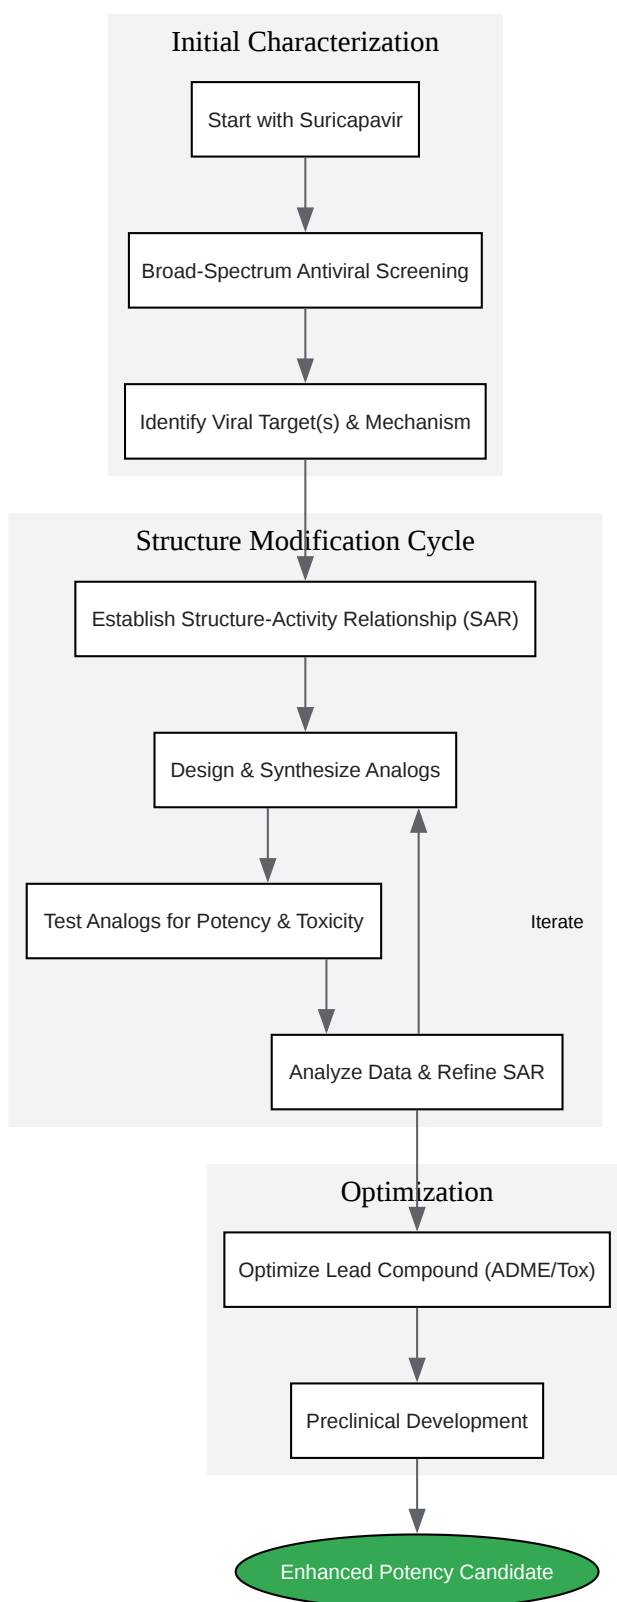 Initial Characterization
Start with Suricapavir
Broad-Spectrum Antiviral Screening
Identify Viral Target(s) & Mechanism
Structure Modification Cycle
Establish Structure-Activity Relationship (SAR)
Design & Synthesize Analogs
Test Analogs for Potency & Toxicity
Iterate
Analyze Data & Refine SAR
Optimization
Optimize Lead Compound (ADME/Tox)
Preclinical Development
Enhanced Potency Candidate